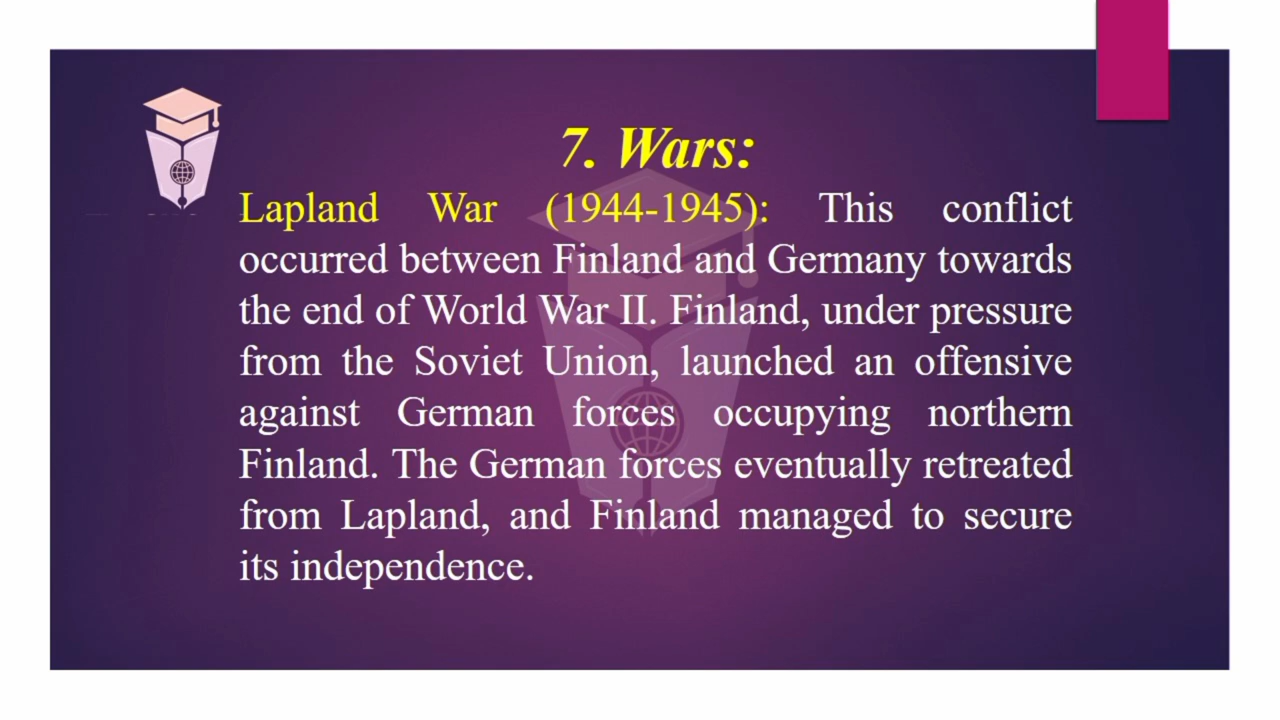 7. Wars:
Lapland War (1944-1945): This conflict
occurred between Finland and Germany towards
the end of World War II. Finland, under pressure
from the Soviet Union, launched an offensive
against German forces occupying northern
Finland. The German forces eventually retreated
from Lapland, and Finland managed to secure
its independence.